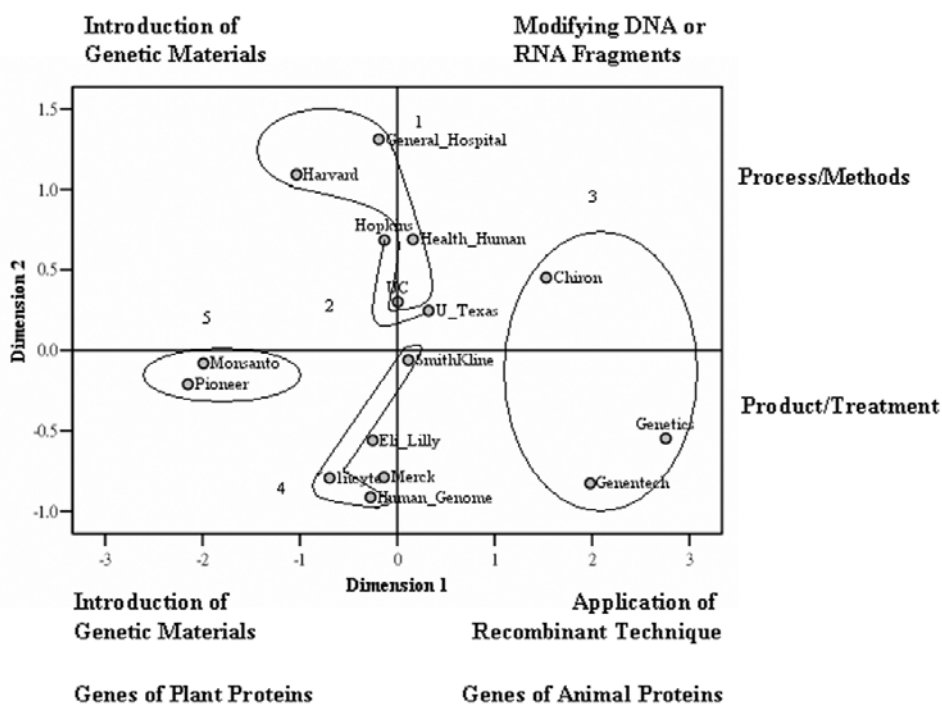 Introduction of
Genetic Materials
Modifying DNA or
RNA Fragments
1.5
1.0
0.5
0.0
-0.5
-1.0
Dimension 2
1
General_Hospital
Harvard
3
Hopkins
Health_Human
Chiron
UC
2
U_Texas
5
SmithKline
Monsanto
Pioneer
Genetics
Eli_Lilly
Incyte
Merck
Genentech
4
Human_Genome
-3
-2
-1
0
1
2
3
Dimension 1
Process/Methods
Product/Treatment
Introduction of
Genetic Materials
Application of
Recombinant Technique
Genes of Plant Proteins
Genes of Animal Proteins